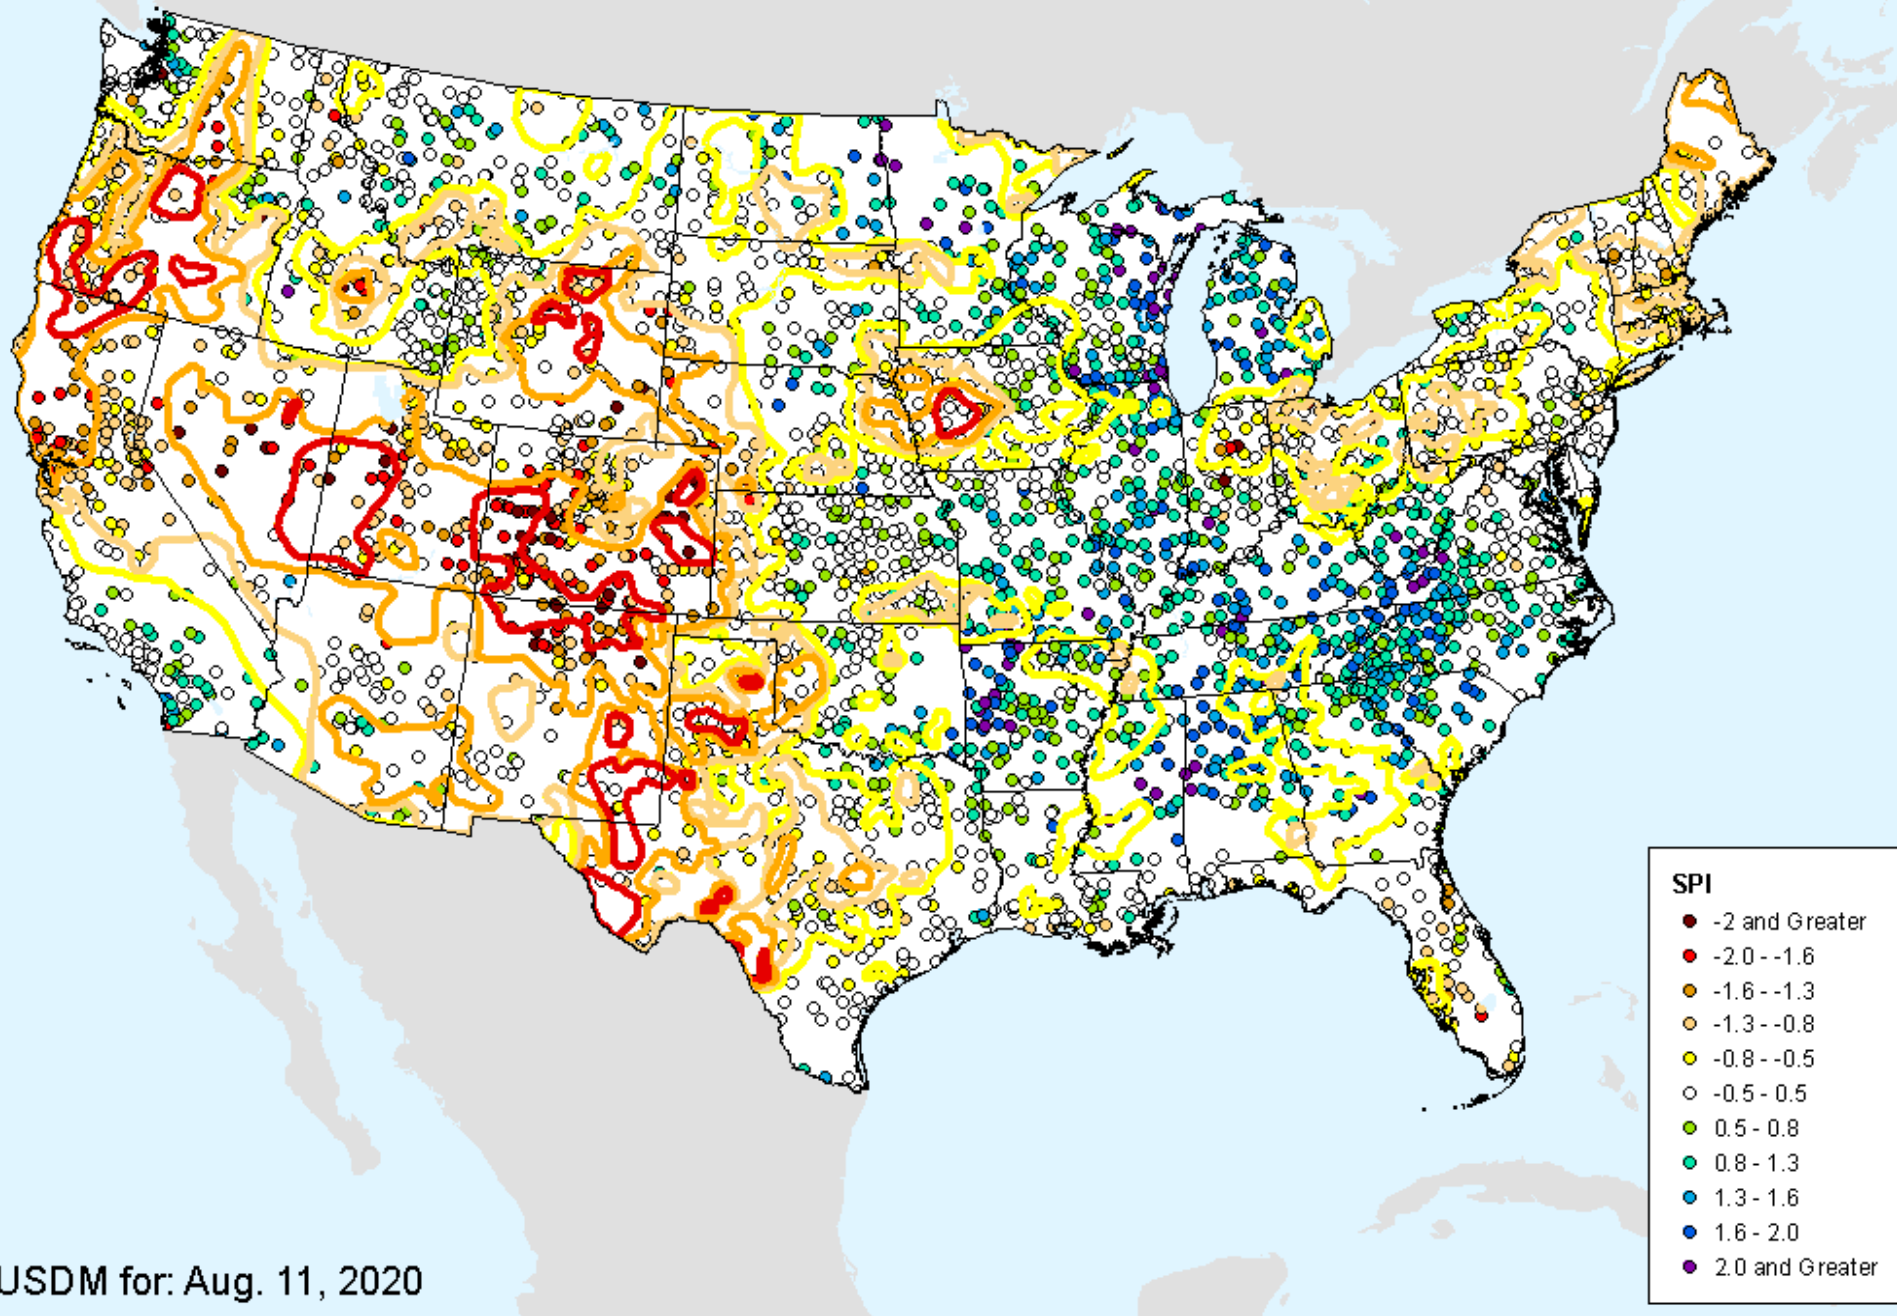 SPI
-2 and Greater
-2.0 - -1.6
-1.6 - -1.3
-1.3 - -0.8
-0.8 - -0.5
-0.5 - 0.5
0.5 - 0.8
0.8 - 1.3
1.3 - 1.6
1.6 - 2.0
2.0 and Greater
USDM for: Aug. 11, 2020